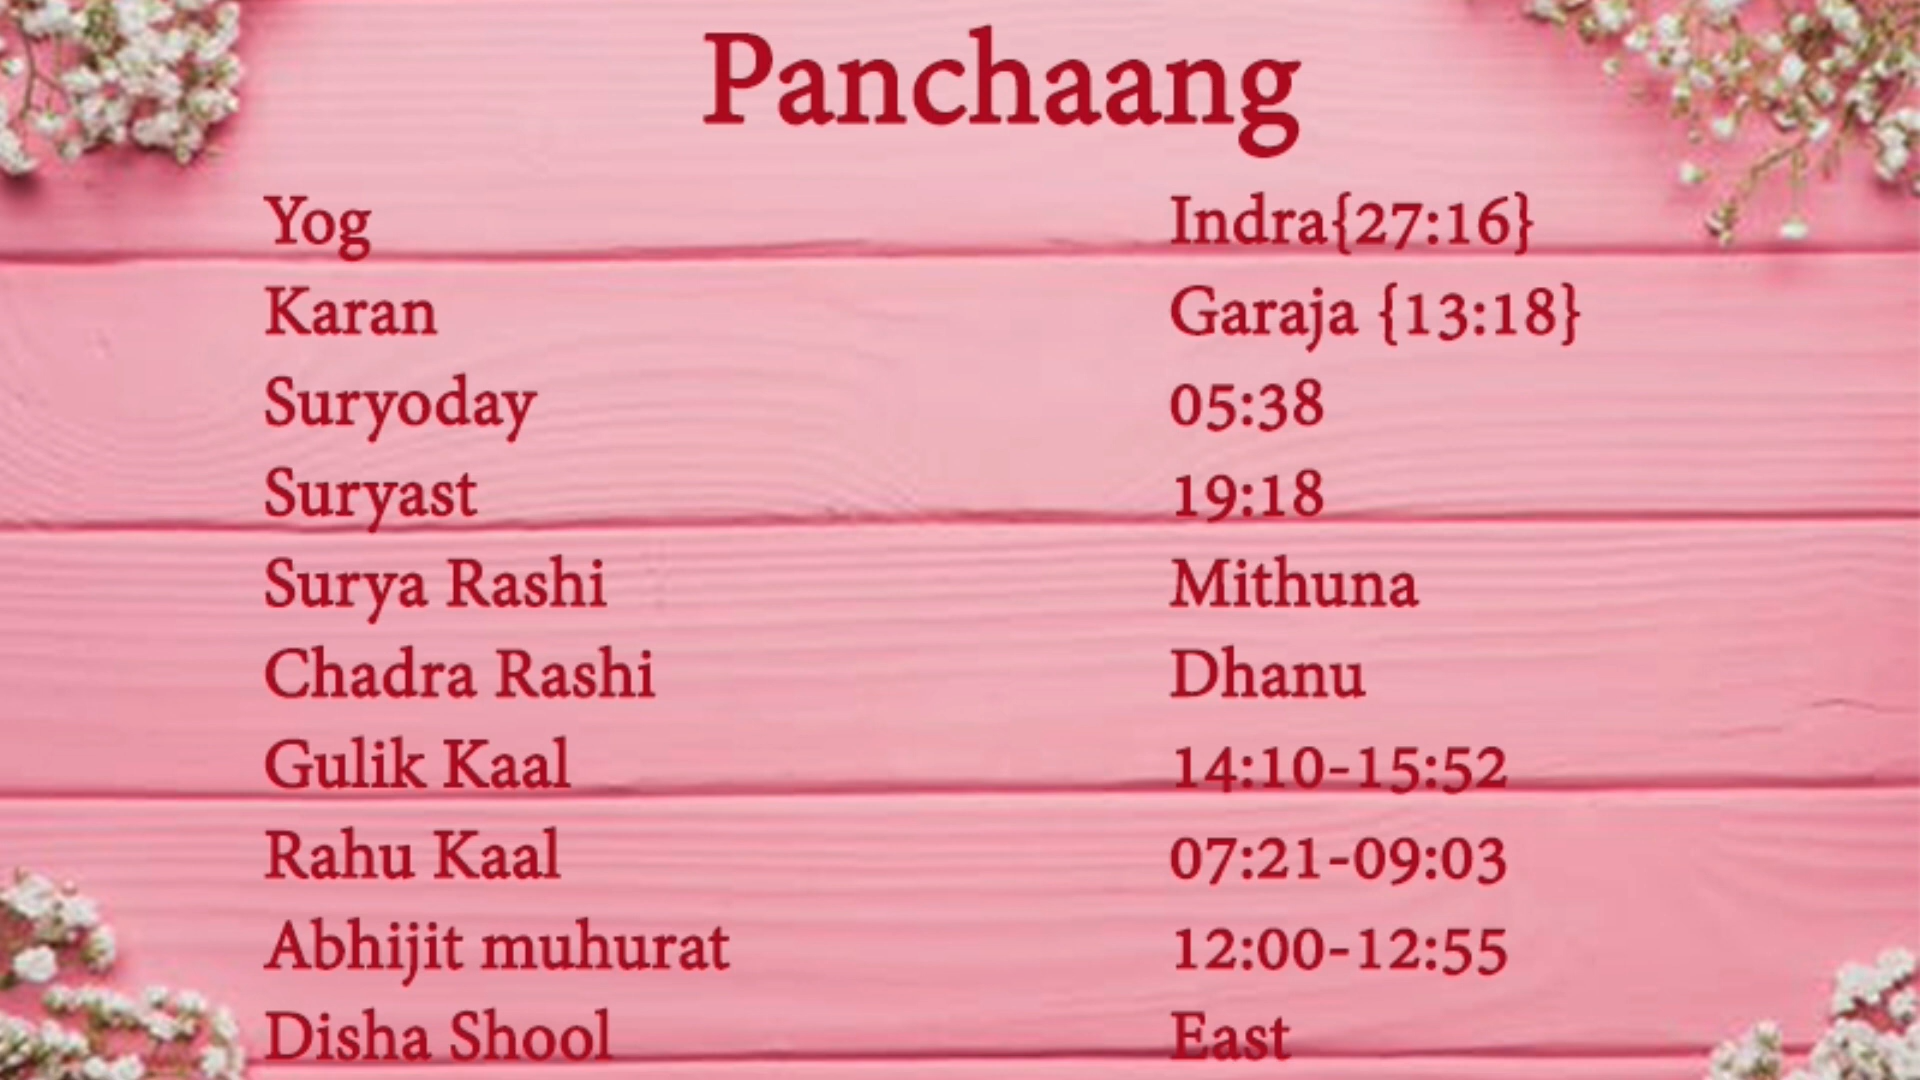 Panchaang
Yog Indra{27:16}
Karan Garaja {13:18}
Suryoday 05:38
Suryast 19:18
Surya Rashi Mithuna
Chadra Rashi Dhanu
Gulik Kaal 14:10-15:52
Rahu Kaal 07:21-09:03
Abhijit muhurat 12:00-12:55
Disha Shool East